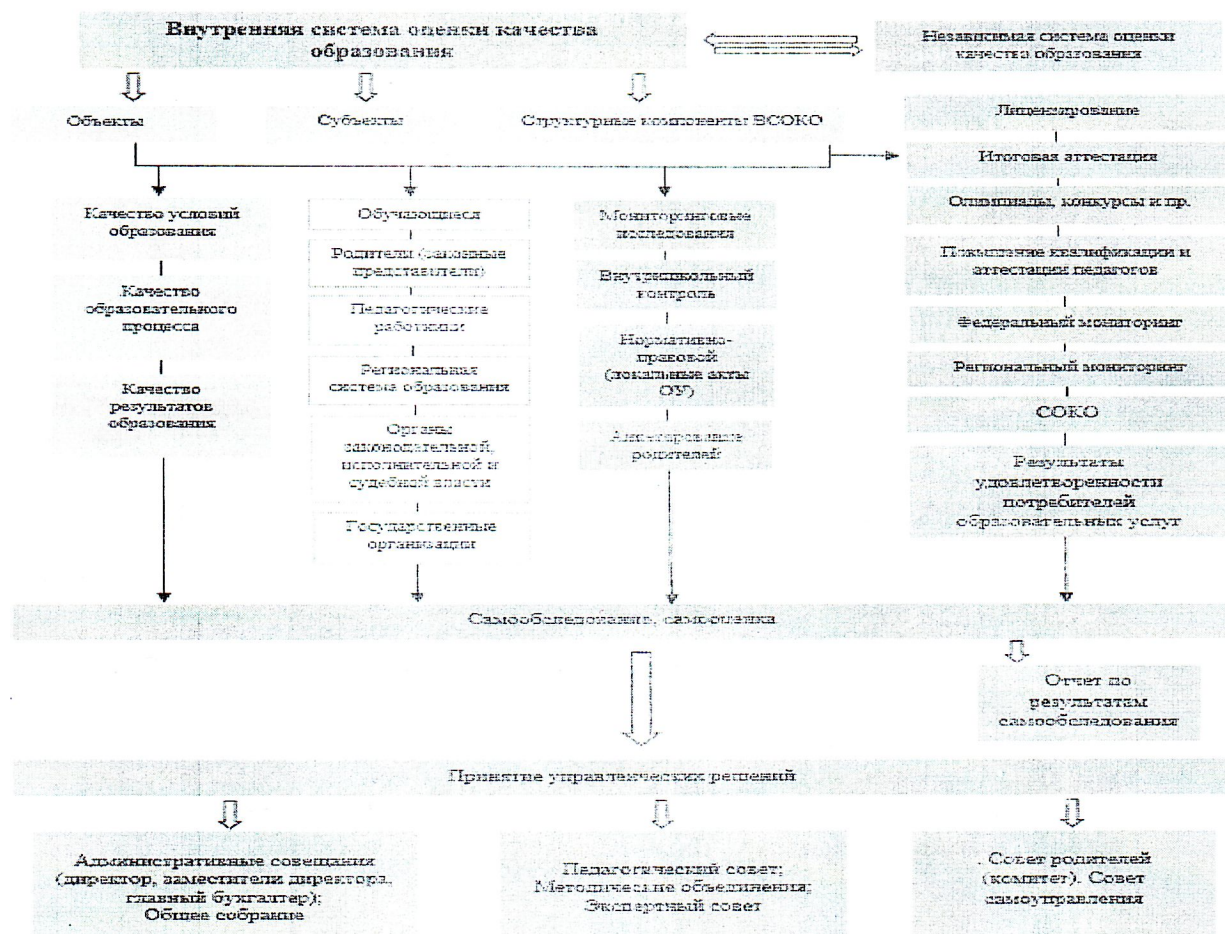 Внутренняя система оценки качества
образования
Независимая система оценки
качества образования
Объекты
Субъекты
Структурные компоненты ВСОКО
Лицензирование
Итоговая аттестация
Олимпиады, конкурсы и пр.
Повышение квалификации и
аттестации педагогов
Федеральный мониторинг
Региональный мониторинг
СОКО
Результаты
удовлетворенности
потребителей
образовательных услуг
Качество условий
образования
Качество
образовательного
процесса
Качество
результатов
образования
Обучающиеся
Родители (законные
представители)
Педагогические
работники
Региональная
система образования
Органы
законодательной,
исполнительной и
судебной власти
Государственные
организации
Мониторинговые
исследования
Внутришкольный
контроль
Нормативно-
правовой
(локальные акты
ОУ)
Анкетирование
родителей
Самообследование, самооценка
Отчет по
результатам
самообследования
Принятие управленческих решений
Административные совещания
(директор, заместители директора,
главный бухгалтер);
Общее собрание
Педагогический совет;
Методические объединения;
Экспертный совет
. Совет родителей
(комитет). Совет
самоуправления